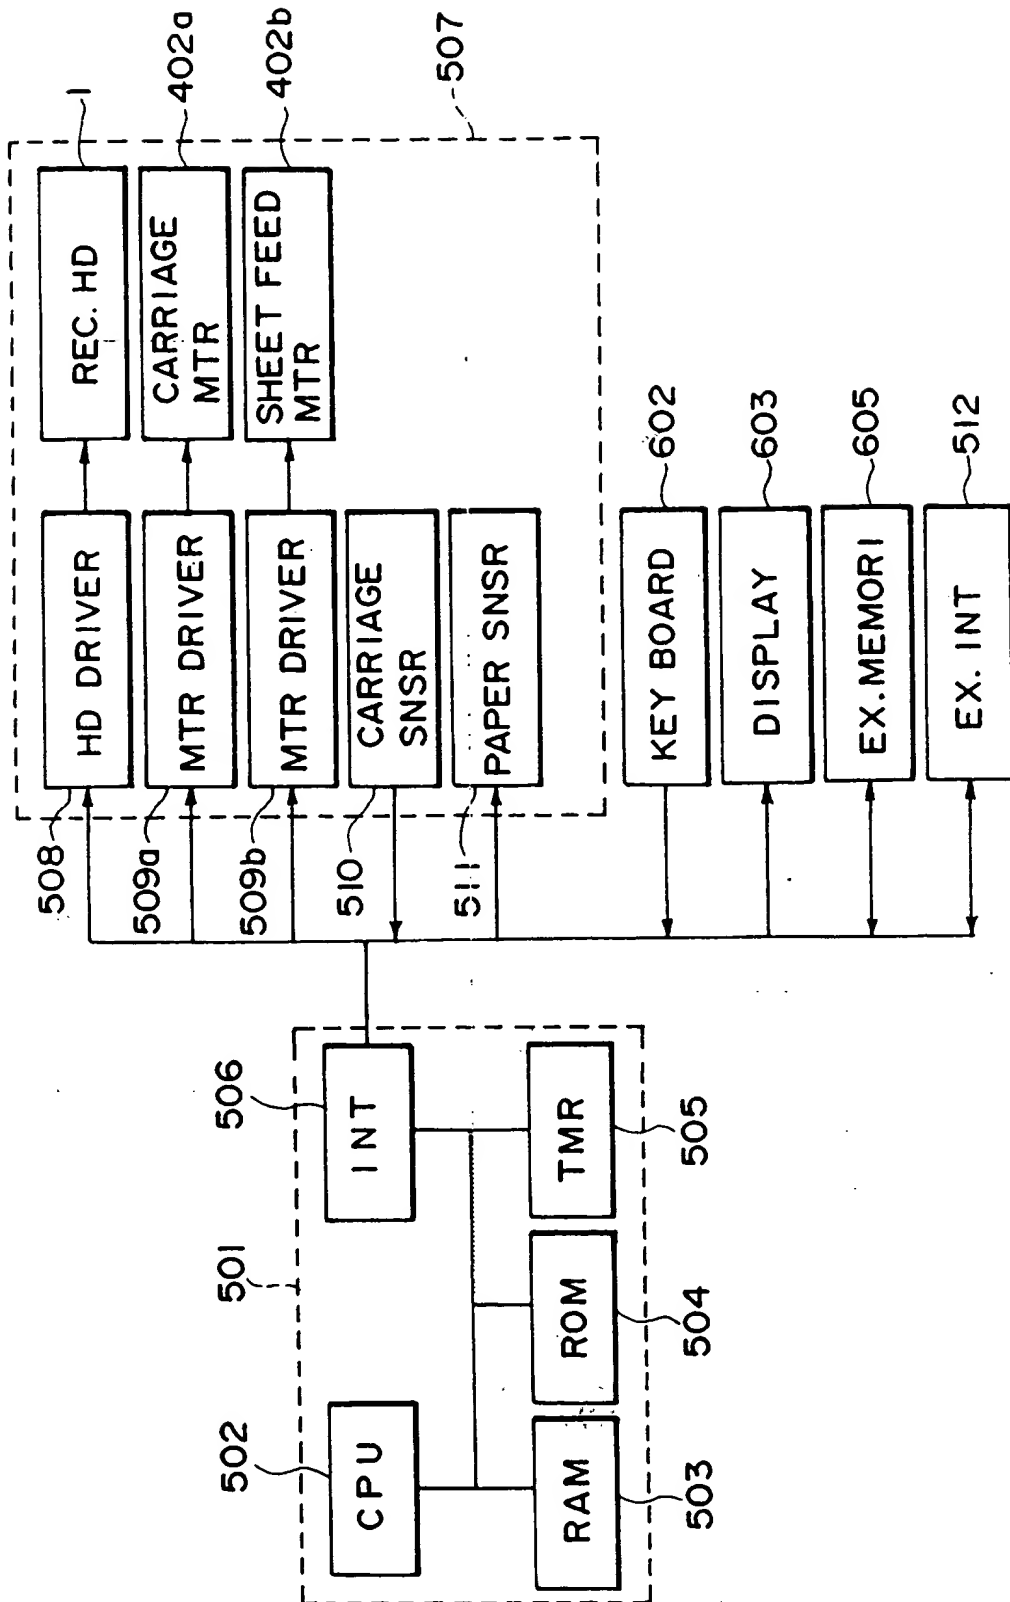 501
502
CPU
506
INT
RAM
503
ROM
504
TMR
505
508
HD DRIVER
REC. HD
1
509a
MTR DRIVER
CARRIAGE
MTR
402a
509b
MTR DRIVER
SHEET FEED
MTR
402b
510
CARRIAGE
SNSR
511
PAPER SNSR
507
KEY BOARD
602
DISPLAY
603
EX.MEMORI
605
EX. INT
512